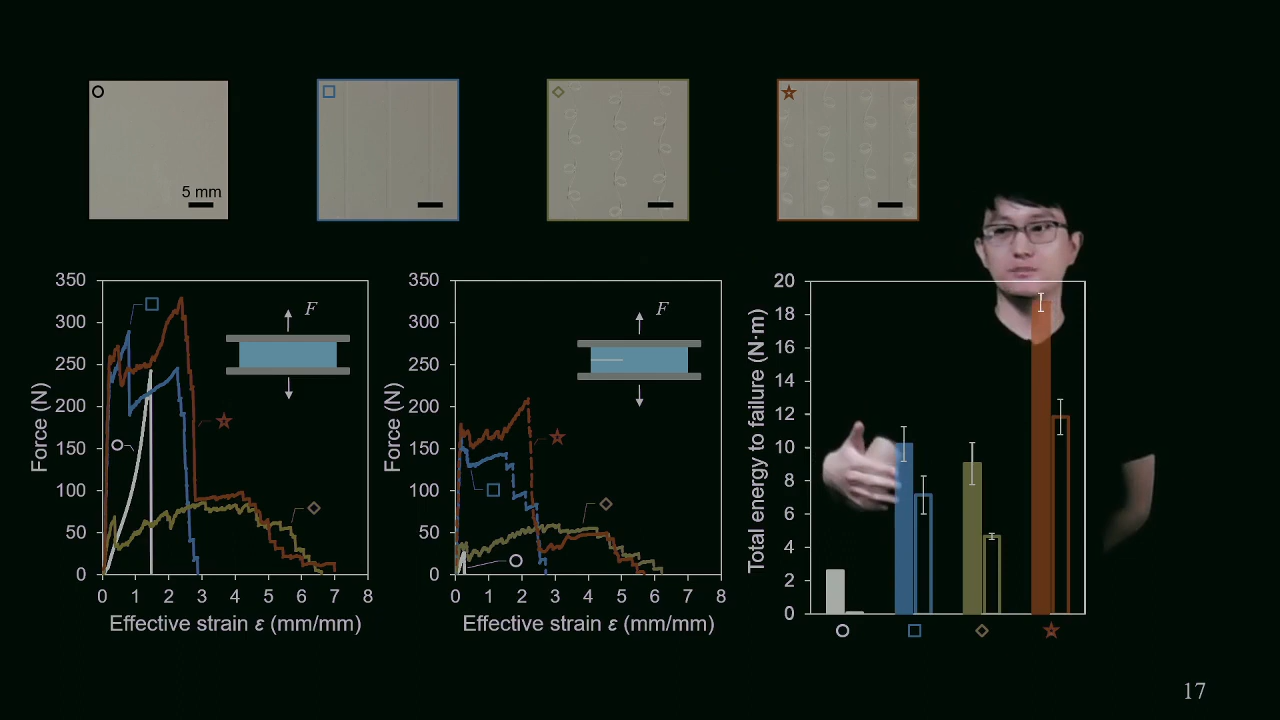 5 mm
350
300
250
200
150
100
50
0
Force (N)
0 1 2 3 4 5 6 7 8
Effective strain ε (mm/mm)
F
350
300
250
200
150
100
50
0
Force (N)
0 1 2 3 4 5 6 7 8
Effective strain ε (mm/mm)
F
20
18
16
14
12
10
8
6
4
2
0
Total energy to failure (N·m)
17